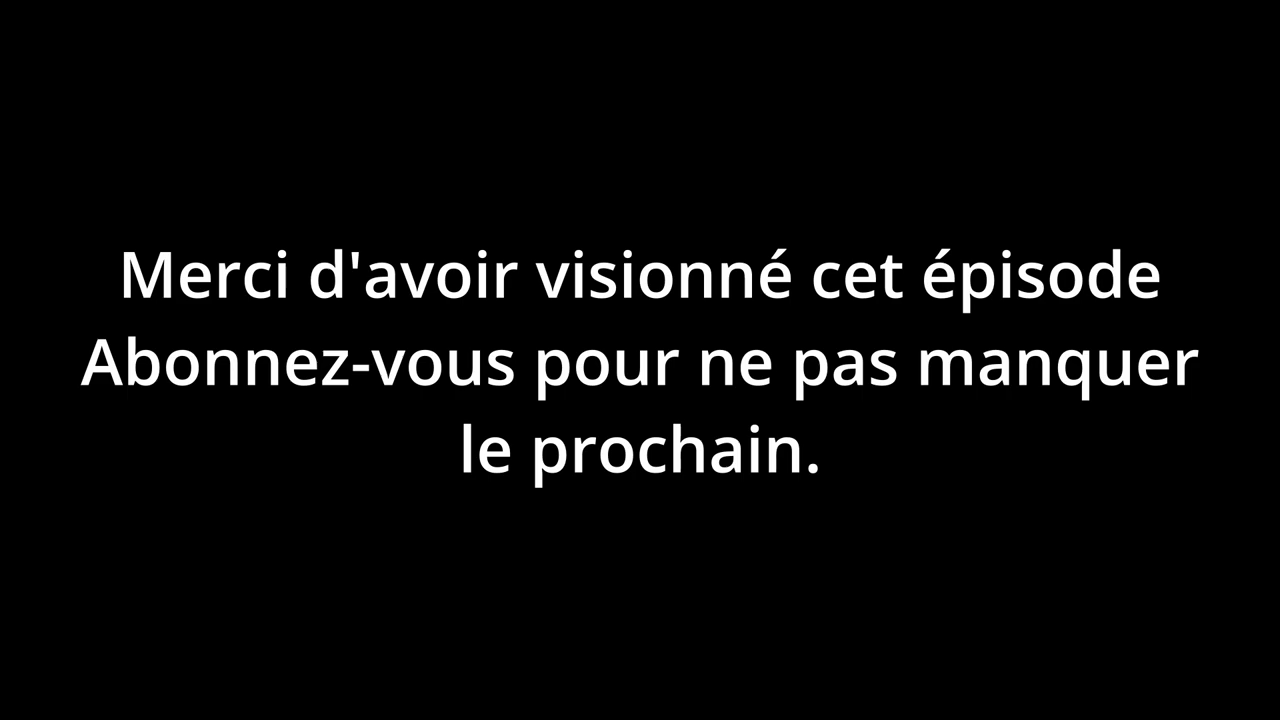 Merci d'avoir visionné cet épisode
Abonnez-vous pour ne pas manquer
le prochain.